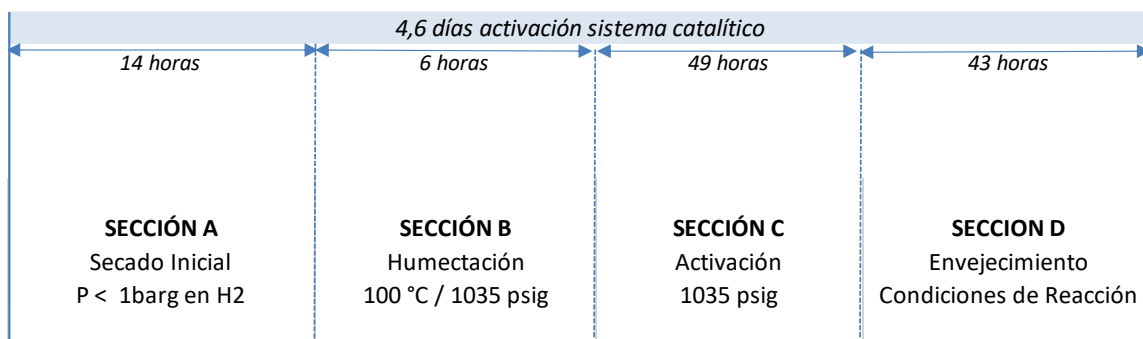 4,6 días activación sistema catalítico
14 horas
6 horas
49 horas
43 horas
SECCIÓN A
Secado Inicial
P < 1barg en H2
SECCIÓN B
Humectación
100 °C / 1035 psig
SECCIÓN C
Activación
1035 psig
SECCION D
Envejecimiento
Condiciones de Reacción